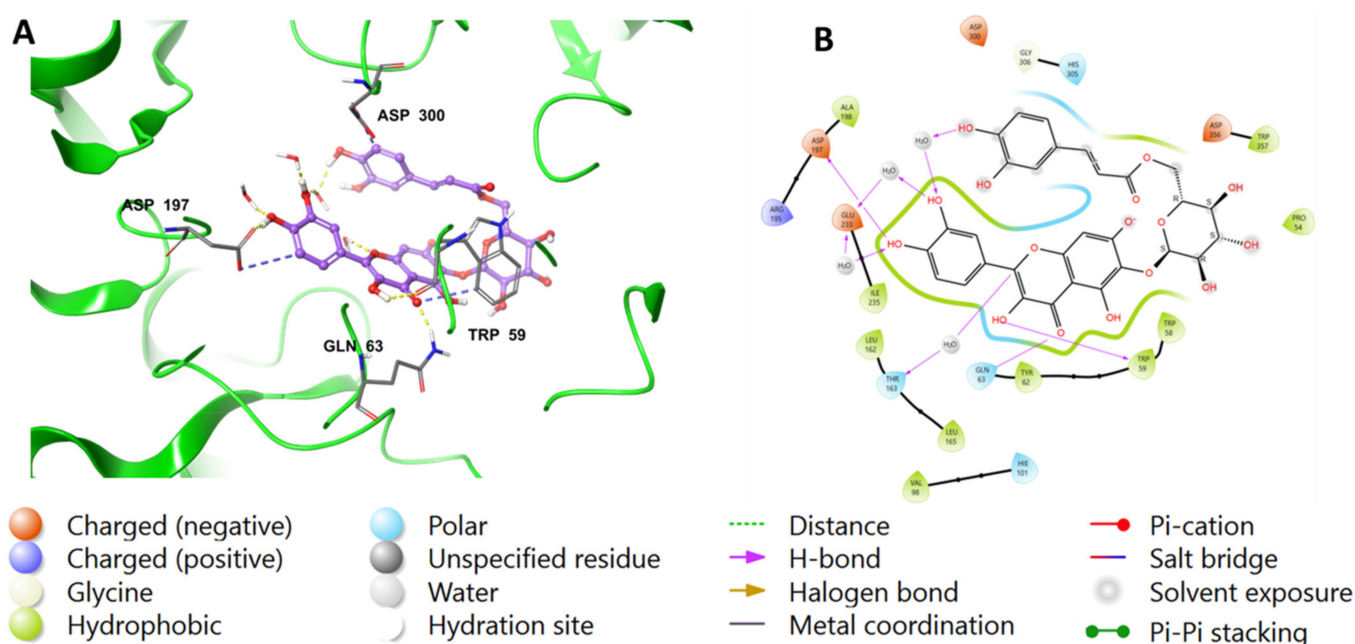 A
ASP 300
ASP 197
GLN 63
TRP 59
B
ASP
300
GLY
306
HIS
305
ALA
198
ASP
197
ARG
195
GLU
233
ILE
235
H₂O
H₂O
H₂O
H₂O
HO
HO
HO
HO
HO
O
O
R
S
OH
S
OH
R
OH
S
O
O
O⁻
O
O
OH
ASP
356
TRP
357
PRO
54
LEU
162
THR
163
LEU
165
GLN
63
TYR
62
TRP
59
TRP
58
VAL
98
HIE
101
Charged (negative)
Charged (positive)
Glycine
Hydrophobic
Polar
Unspecified residue
Water
Hydration site
Distance
H-bond
Halogen bond
Metal coordination
Pi-cation
Salt bridge
Solvent exposure
Pi-Pi stacking